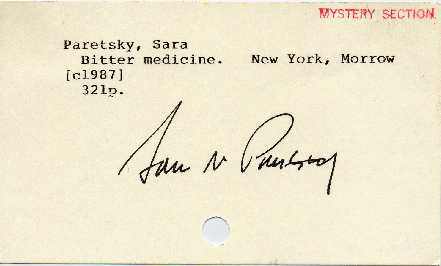 MYSTERY SECTION
Paretsky, Sara
Bitter medicine. New York, Morrow
[c1987]
321p.
Sara N Paretsky